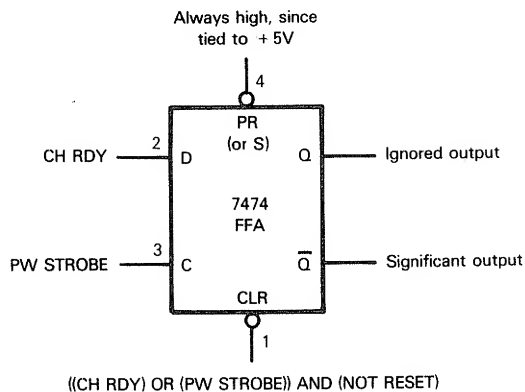 Always high, since
tied to + 5V
4
PR
(or S)
CH RDY 2 D Q Ignored output
7474
FFA
PW STROBE 3 C Q̅ Significant output
CLR
1
((CH RDY) OR (PW STROBE)) AND (NOT RESET)